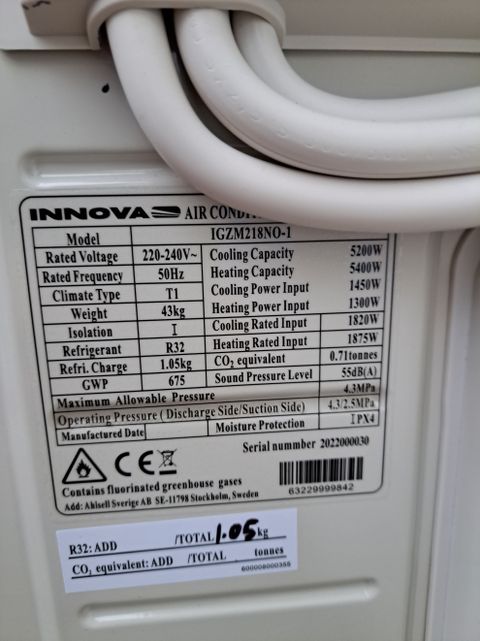 INNOVA AIR CONDIT
Model IGZM218NO-1
Rated Voltage 220-240V~ Cooling Capacity 5200W
Rated Frequency 50Hz Heating Capacity 5400W
Climate Type T1 Cooling Power Input 1450W
Weight 43kg Heating Power Input 1300W
Isolation I Cooling Rated Input 1820W
Refrigerant R32 Heating Rated Input 1875W
Refri. Charge 1.05kg CO2 equivalent 0.71tonnes
GWP 675 Sound Pressure Level 55dB(A)
Maximum Allowable Pressure 4.3MPa
Operating Pressure ( Discharge Side/Suction Side) 4.3/2.5MPa
Manufactured Date Moisture Protection IPX4
Serial nummber 2022000030
CE
63229999842
Contains fluorinated greenhouse gases
Add: Ahlsell Sverige AB SE-11798 Stockholm, Sweden
R32: ADD /TOTAL 1.05 kg
CO2 equivalent: ADD /TOTAL tonnes
600008000355